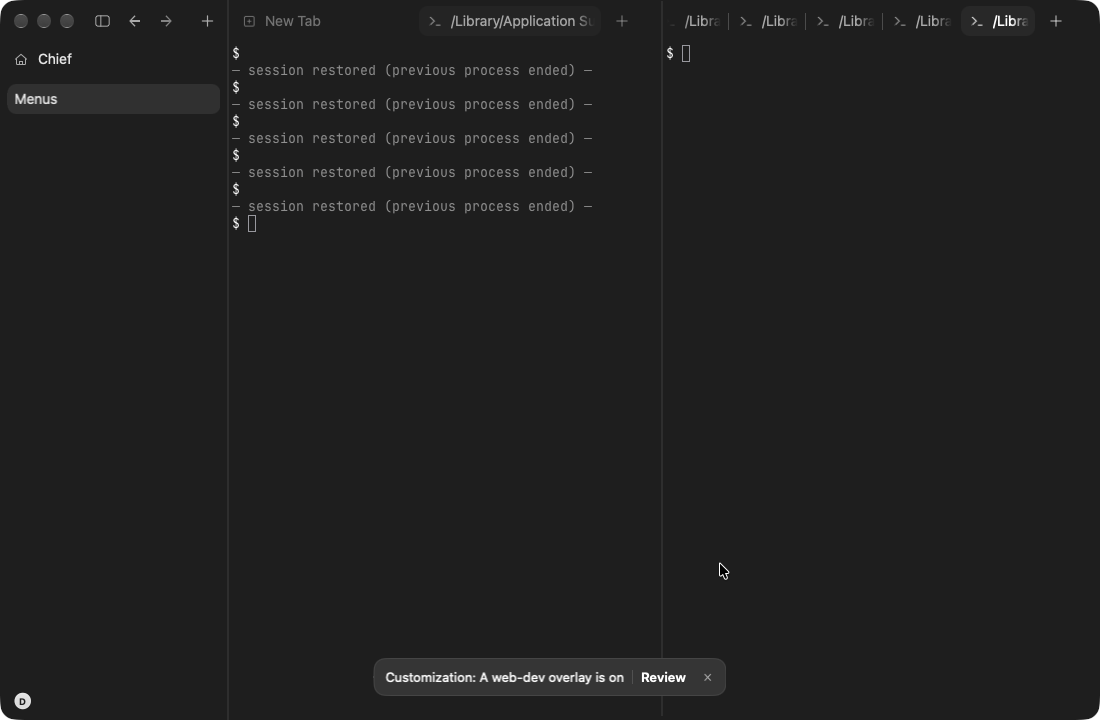 New Tab
/Library/Application Su
/Libra
/Libra
/Libra
/Libra
/Libra
Chief
Menus
$
— session restored (previous process ended) —
$
— session restored (previous process ended) —
$
— session restored (previous process ended) —
$
— session restored (previous process ended) —
$
— session restored (previous process ended) —
$
$
Customization: A web-dev overlay is on
Review
D